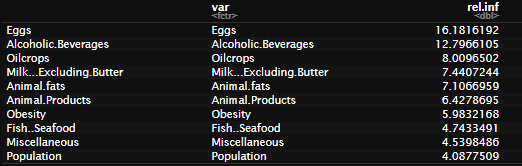 var rel.inf
<fctr> <dbl>
Eggs Eggs 16.1816192
Alcoholic.Beverages Alcoholic.Beverages 12.7966105
Oilcrops Oilcrops 8.0096502
Milk...Excluding.Butter Milk...Excluding.Butter 7.4407244
Animal.fats Animal.fats 7.1066959
Animal.Products Animal.Products 6.4278695
Obesity Obesity 5.9832168
Fish..Seafood Fish..Seafood 4.7433491
Miscellaneous Miscellaneous 4.5398486
Population Population 4.0877509